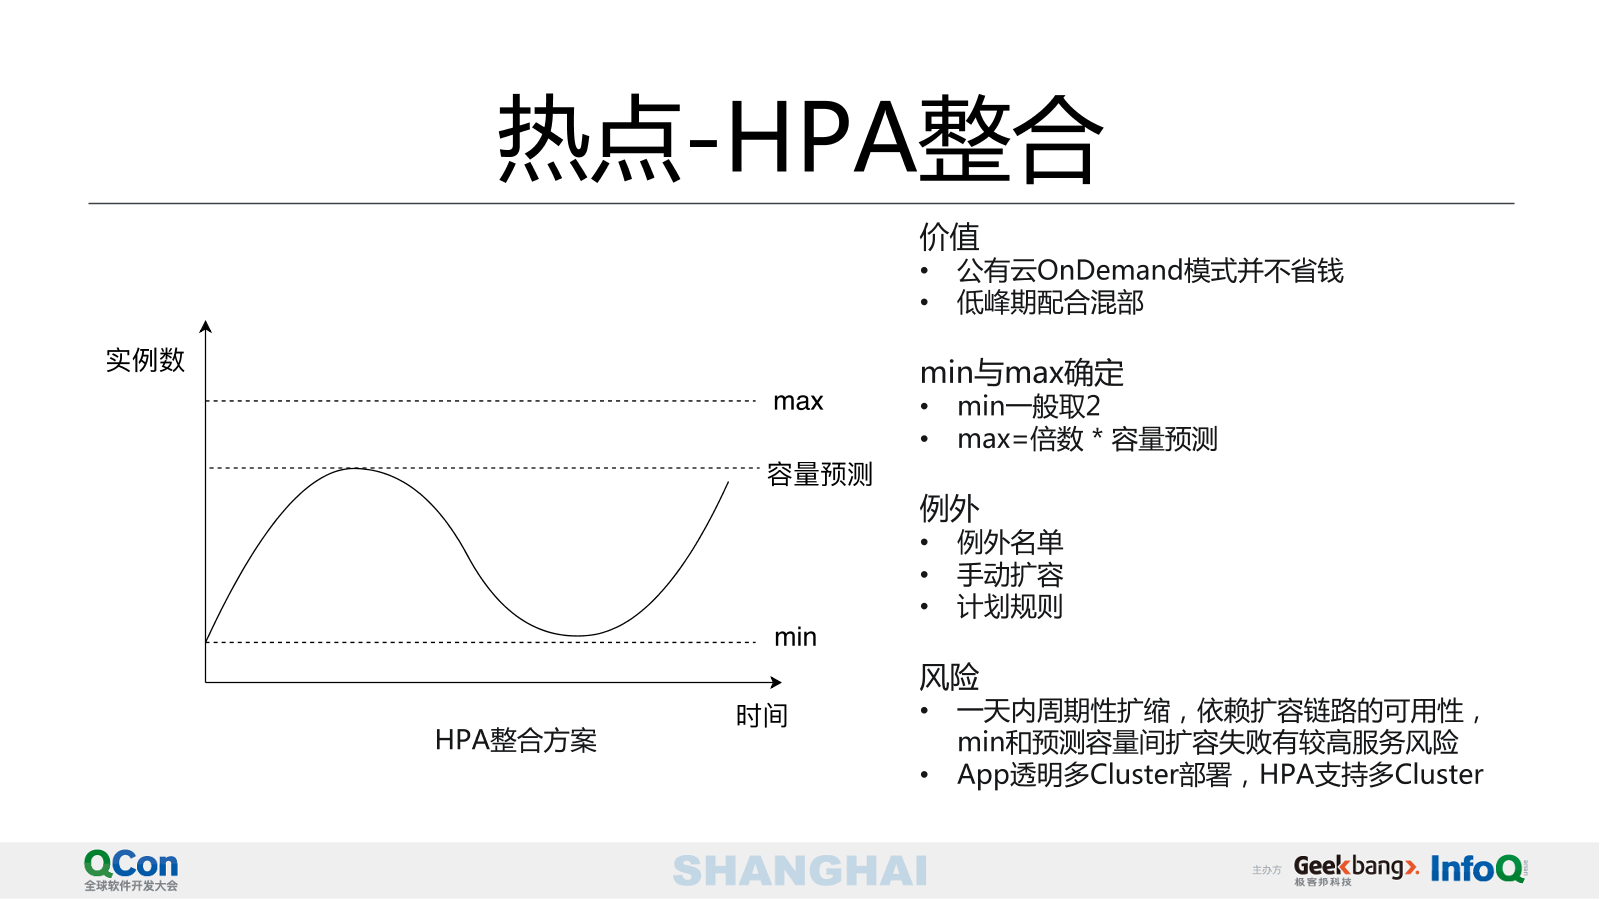 热点-HPA整合
实例数
max
容量预测
min
时间
HPA整合方案
价值
• 公有云OnDemand模式并不省钱
• 低峰期配合混部
min与max确定
• min一般取2
• max=倍数 * 容量预测
例外
• 例外名单
• 手动扩容
• 计划规则
风险
• 一天内周期性扩缩，依赖扩容链路的可用性，
min和预测容量间扩容失败有较高服务风险
• App透明多Cluster部署，HPA支持多Cluster
QCon
全球软件开发大会
SHANGHAI
主办方
Geekbang>.
极客邦科技
InfoQ